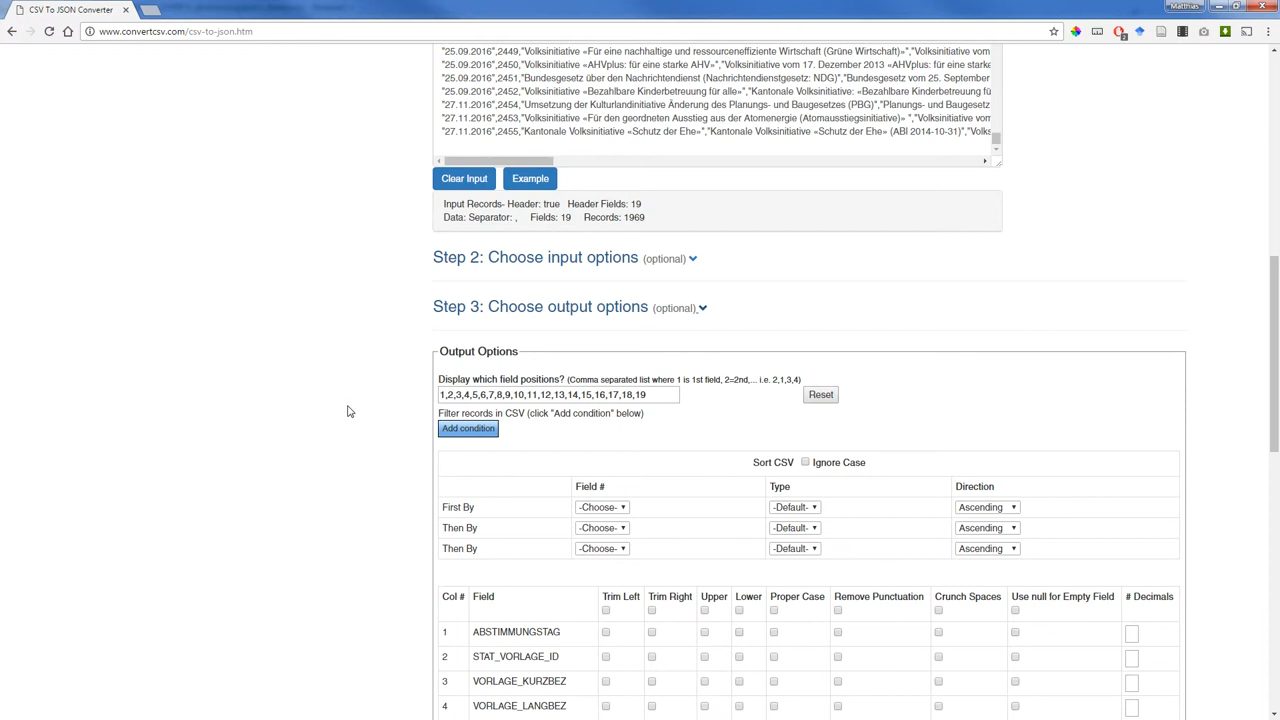 CSV To JSON Converter
Matthias
www.convertcsv.com/csv-to-json.htm
"25.09.2016",2449,"Volksinitiative «Für eine nachhaltige und ressourceneffiziente Wirtschaft (Grüne Wirtschaft)»","Volksinitiative vom
"25.09.2016",2450,"Volksinitiative «AHVplus: für eine starke AHV»","Volksinitiative vom 17. Dezember 2013 «AHVplus: für eine starke
"25.09.2016",2451,"Bundesgesetz über den Nachrichtendienst (Nachrichtendienstgesetz: NDG)","Bundesgesetz vom 25. September
"25.09.2016",2452,"Volksinitiative «Bezahlbare Kinderbetreuung für alle»","Kantonale Volksinitiative: «Bezahlbare Kinderbetreuung fü
"27.11.2016",2454,"Umsetzung der Kulturlandinitiative Änderung des Planungs- und Baugesetzes (PBG)","Planungs- und Baugesetz
"27.11.2016",2453,"Volksinitiative «Für den geordneten Ausstieg aus der Atomenergie (Atomausstiegsinitiative)» ","Volksinitiative vom
"27.11.2016",2455,"Kantonale Volksinitiative «Schutz der Ehe»","Kantonale Volksinitiative «Schutz der Ehe» (ABl 2014-10-31)","Volks
Clear Input Example
Input Records- Header: true Header Fields: 19
Data: Separator: , Fields: 19 Records: 1969
Step 2: Choose input options (optional)
Step 3: Choose output options (optional)
Output Options
Display which field positions? (Comma separated list where 1 is 1st field, 2=2nd,... i.e. 2,1,3,4)
1,2,3,4,5,6,7,8,9,10,11,12,13,14,15,16,17,18,19 Reset
Filter records in CSV (click "Add condition" below)
Add condition
Sort CSV Ignore Case
Field # Type Direction
First By -Choose- -Default- Ascending
Then By -Choose- -Default- Ascending
Then By -Choose- -Default- Ascending
Col # Field Trim Left Trim Right Upper Lower Proper Case Remove Punctuation Crunch Spaces Use null for Empty Field # Decimals
1 ABSTIMMUNGSTAG
2 STAT_VORLAGE_ID
3 VORLAGE_KURZBEZ
4 VORLAGE_LANGBEZ